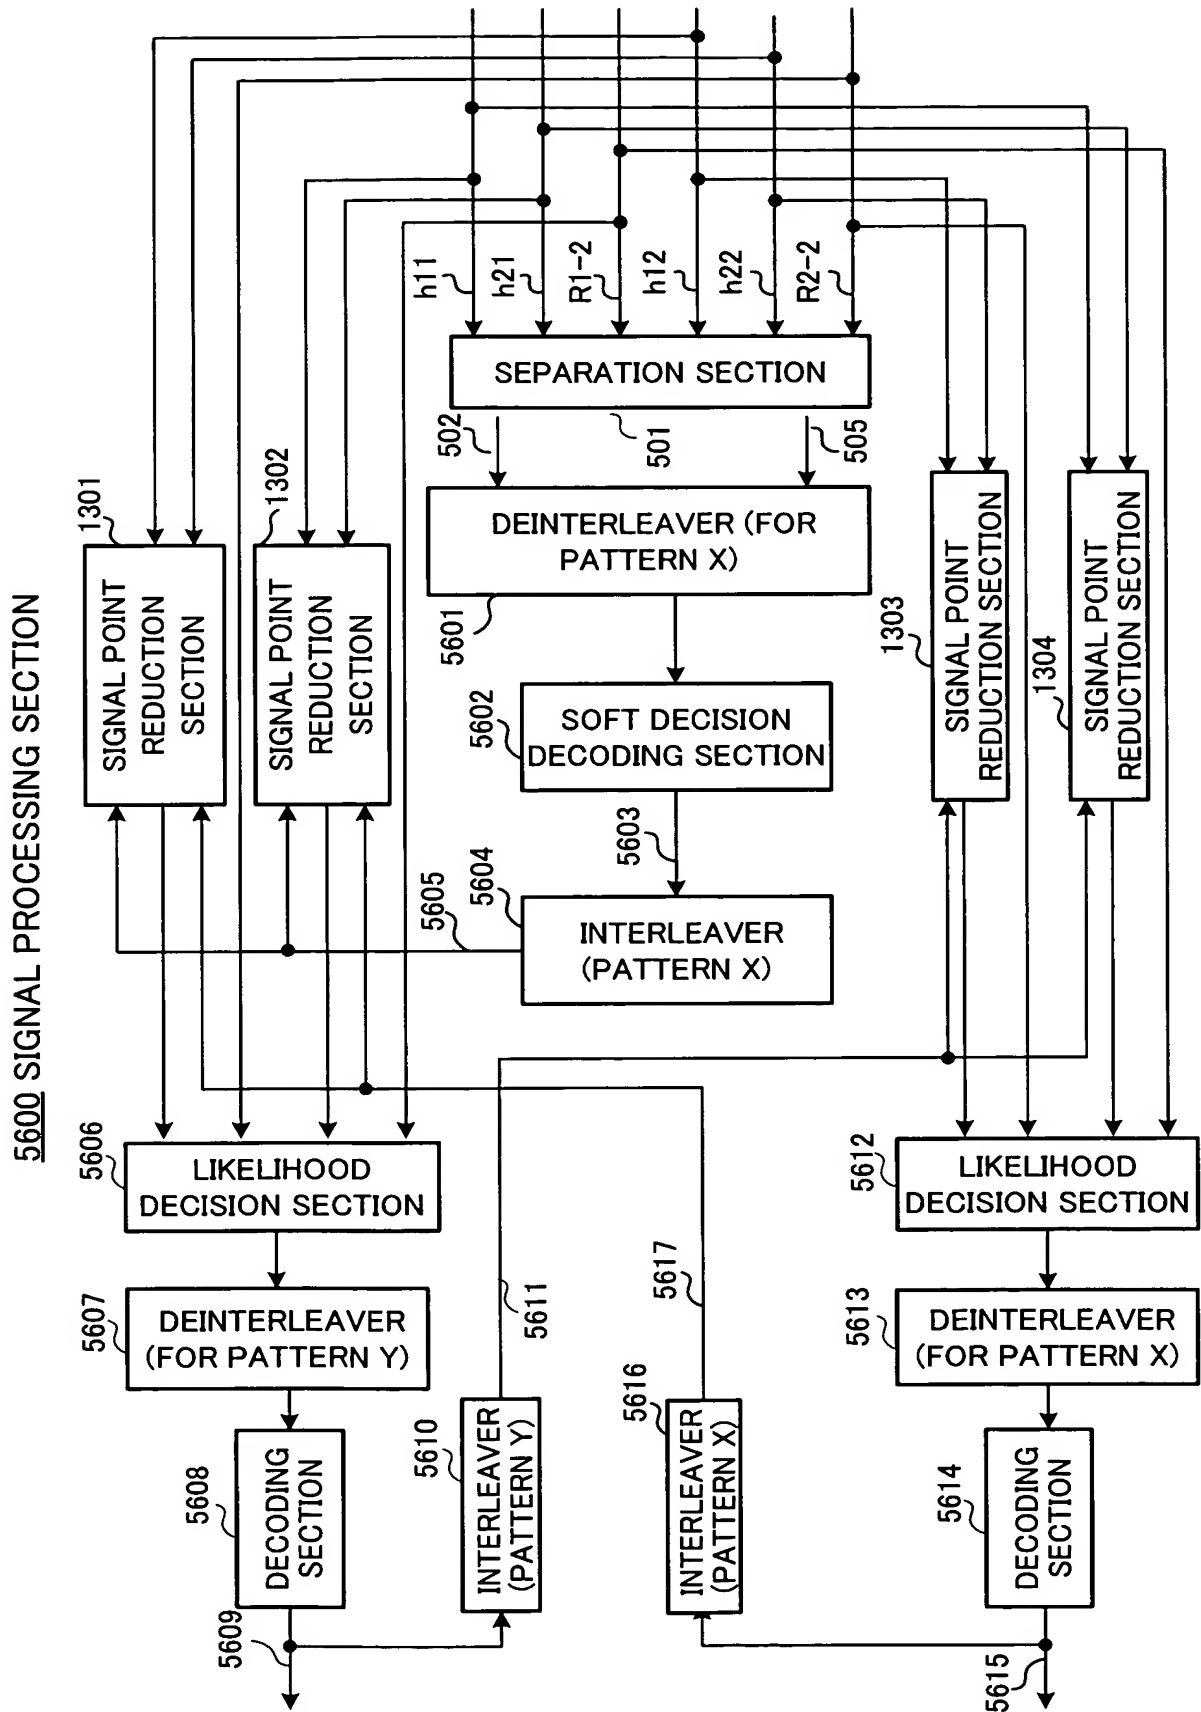 5600 SIGNAL PROCESSING SECTION
h11
h21
R1-2
h12
h22
R2-2
SEPARATION SECTION
501
502
505
DEINTERLEAVER (FOR
PATTERN X)
5601
SOFT DECISION
DECODING SECTION
5602
5603
INTERLEAVER
(PATTERN X)
5604
5605
1301
SIGNAL POINT
REDUCTION
SECTION
1302
SIGNAL POINT
REDUCTION
SECTION
1303
SIGNAL POINT
REDUCTION SECTION
1304
SIGNAL POINT
REDUCTION SECTION
5606
LIKELIHOOD
DECISION SECTION
5607
DEINTERLEAVER
(FOR PATTERN Y)
5608
DECODING
SECTION
5609
5610
INTERLEAVER
(PATTERN Y)
5611
5612
LIKELIHOOD
DECISION SECTION
5613
DEINTERLEAVER
(FOR PATTERN X)
5614
DECODING
SECTION
5615
5616
INTERLEAVER
(PATTERN X)
5617